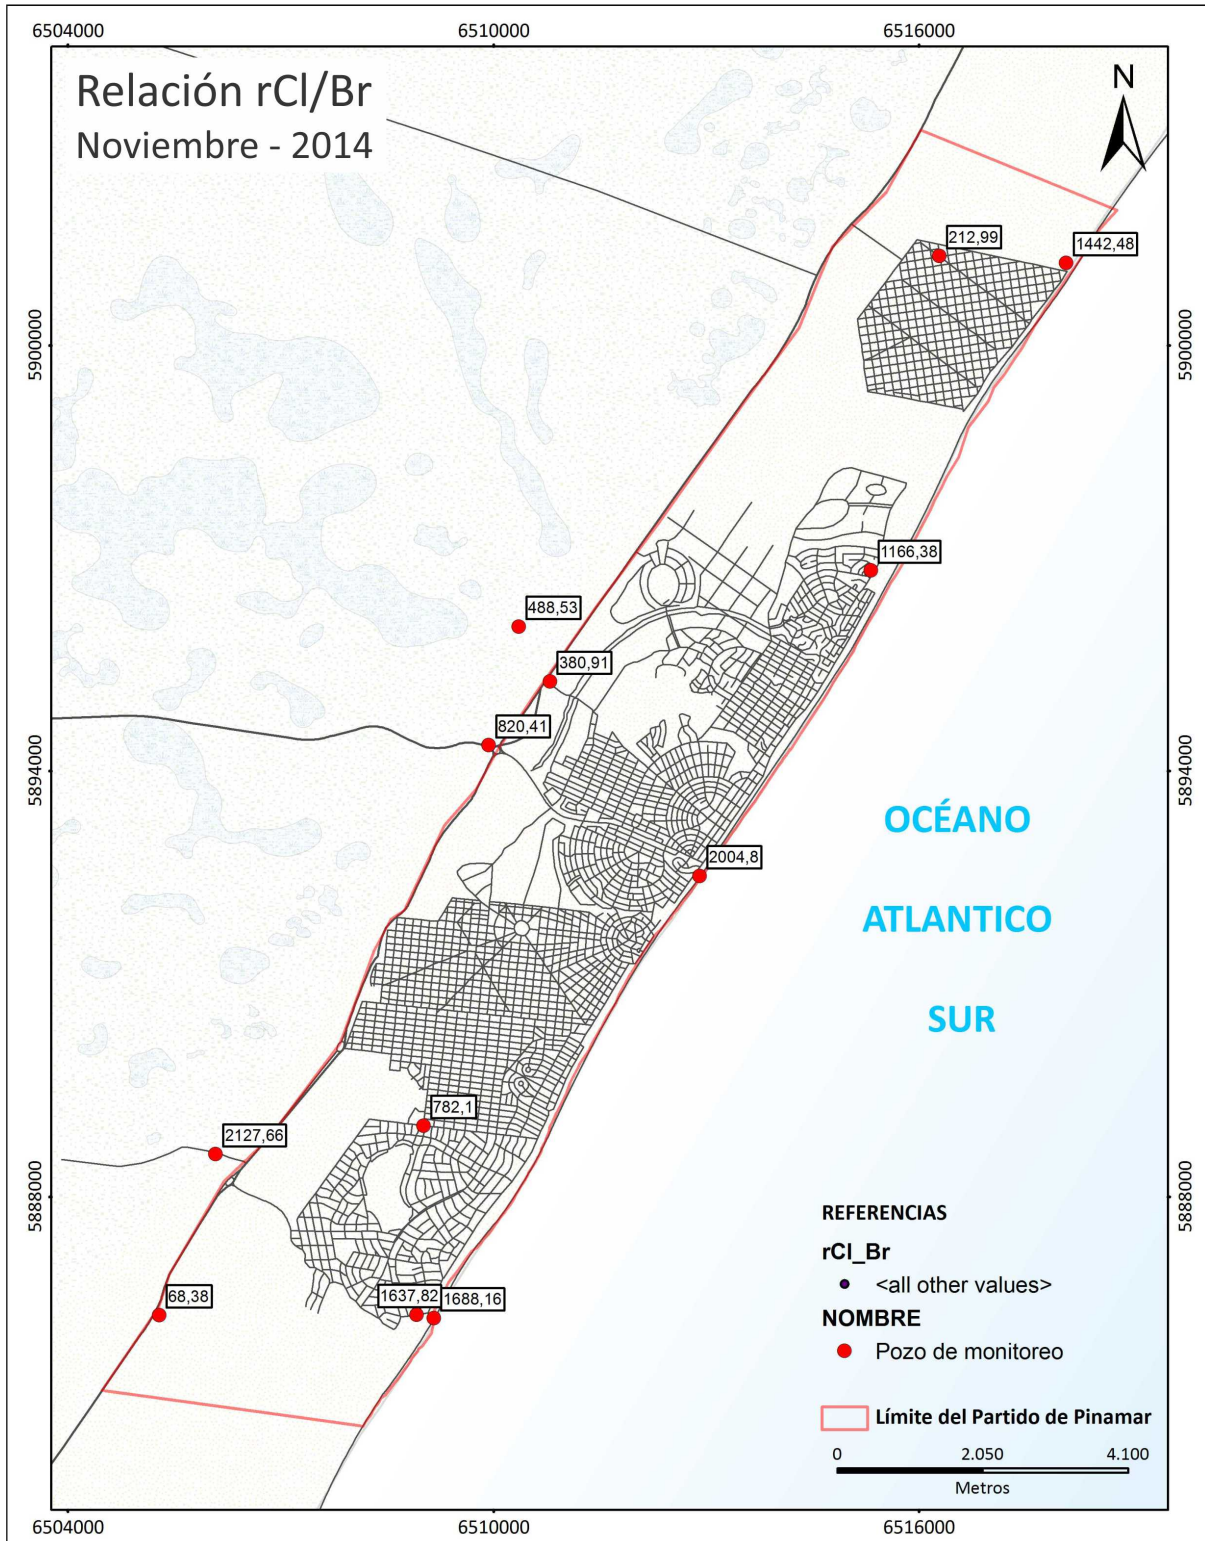 6504000
6510000
6516000
Relación rCl/Br
Noviembre - 2014
N
212,99
1442,48
5900000
5900000
1166,38
488,53
380,91
820,41
5894000
5894000
OCÉANO
2004,8
ATLANTICO
SUR
782,1
2127,66
5888000
5888000
REFERENCIAS
rCl_Br
<all other values>
NOMBRE
Pozo de monitoreo
68,38
1637,82
1688,16
Límite del Partido de Pinamar
0 2.050 4.100
Metros
6504000
6510000
6516000